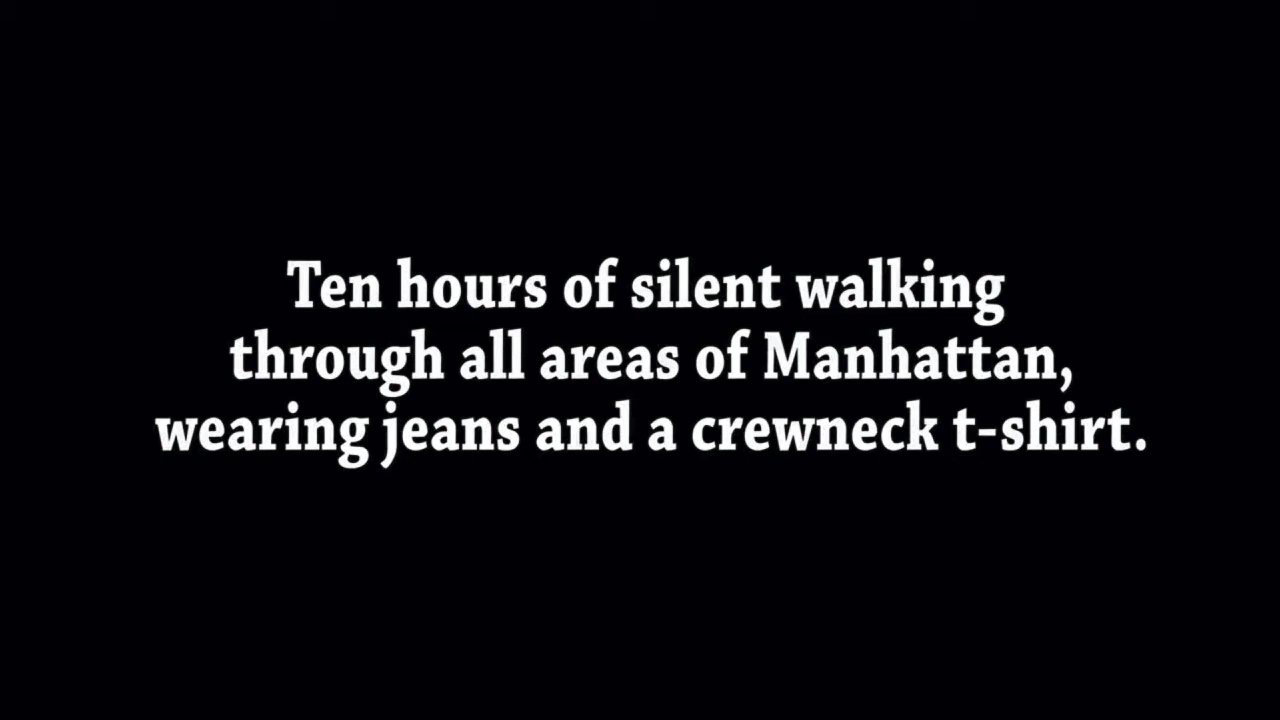 Ten hours of silent walking
through all areas of Manhattan,
wearing jeans and a crewneck t-shirt.